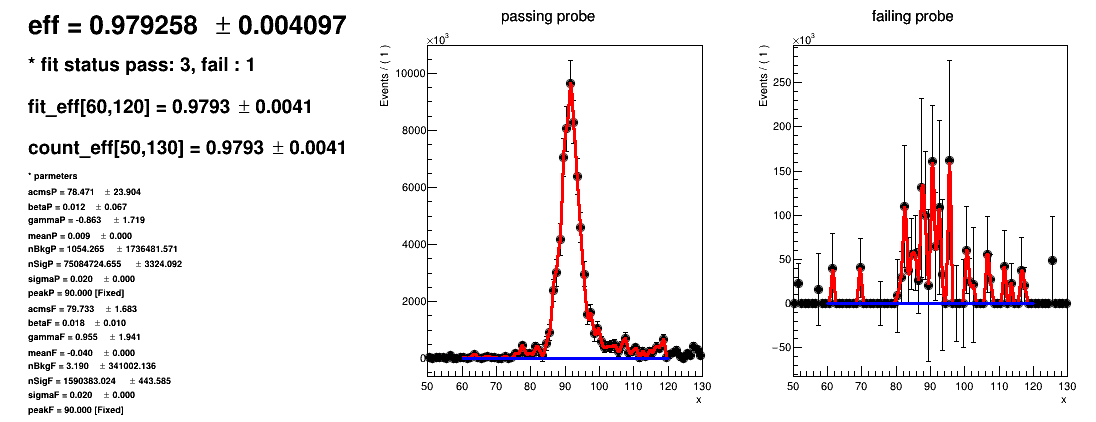 eff = 0.979258 ± 0.004097
* fit status pass: 3, fail : 1
fit_eff[60,120] = 0.9793 ± 0.0041
count_eff[50,130] = 0.9793 ± 0.0041
* parmeters
acmsP = 78.471 ± 23.904
betaP = 0.012 ± 0.067
gammaP = -0.863 ± 1.719
meanP = 0.009 ± 0.000
nBkgP = 1054.265 ± 1736481.571
nSigP = 75084724.655 ± 3324.092
sigmaP = 0.020 ± 0.000
peakP = 90.000 [Fixed]
acmsF = 79.733 ± 1.683
betaF = 0.018 ± 0.010
gammaF = 0.955 ± 1.941
meanF = -0.040 ± 0.000
nBkgF = 3.190 ± 341002.136
nSigF = 1590383.024 ± 443.585
sigmaF = 0.020 ± 0.000
peakF = 90.000 [Fixed]
passing probe
×10³
Events / ( 1 )
10000
8000
6000
4000
2000
0
50 60 70 80 90 100 110 120 130
x
failing probe
×10³
Events / ( 1 )
250
200
150
100
50
0
−50
50 60 70 80 90 100 110 120 130
x